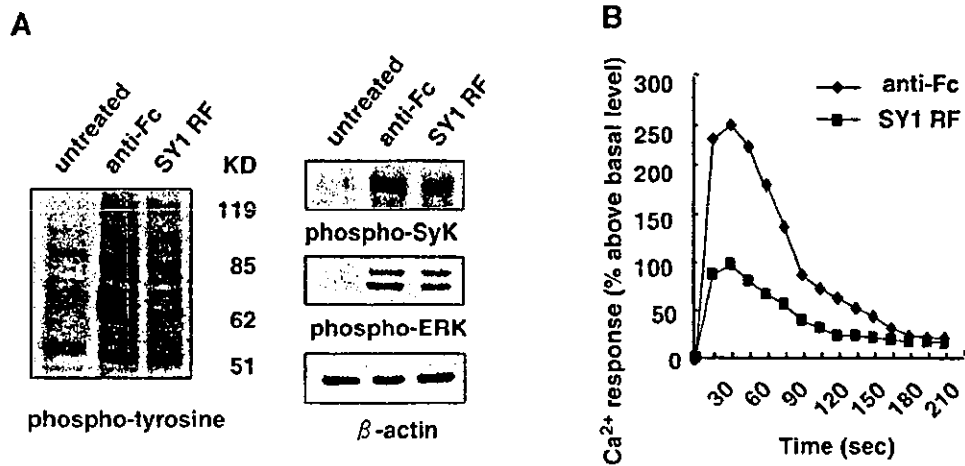 A
untreated
anti-Fc
SY1 RF
KD
119
85
62
51
phospho-tyrosine
untreated
anti-Fc
SY1 RF
phospho-SyK
phospho-ERK
β-actin
B
Ca2+ response (% above basal level)
300
250
200
150
100
50
0
anti-Fc
SY1 RF
30
60
90
120
150
180
210
Time (sec)